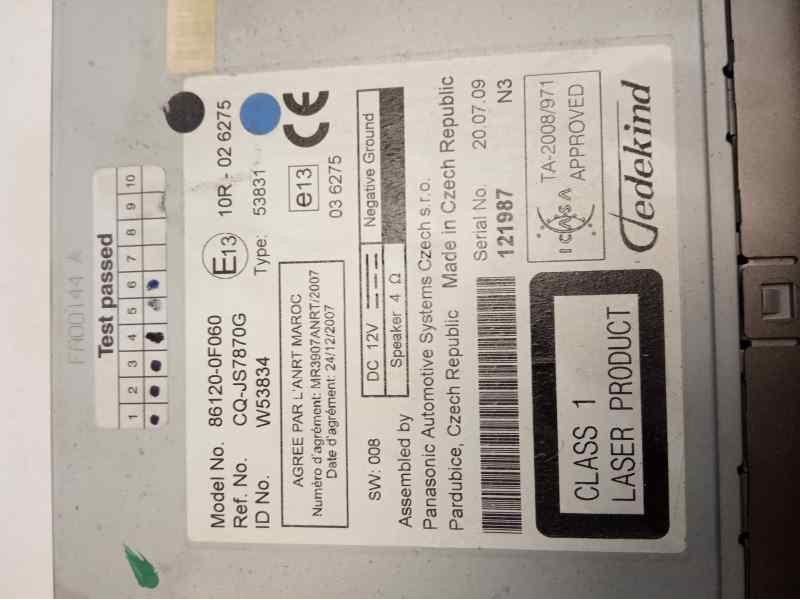 FA00144 A
Test passed
1 2 3 4 5 6 7 8 9 10
Model No. 86120-0F060
Ref. No. CQ-JS7870G
ID No. W53834
E13 10R - 02 6275
Type: 53831
e13
03 6275
CE
AGREE PAR L'ANRT MAROC
Numéro d'agrément: MR3907ANRT/2007
Date d'agrément: 24/12/2007
SW: 008
DC 12V Negative Ground
Speaker 4 Ω
Assembled by
Panasonic Automotive Systems Czech s.r.o.
Pardubice, Czech Republic Made in Czech Republic
Serial No. 20.07.09
121987 N3
ICASA
TA-2008/971
APPROVED
CLASS 1
LASER PRODUCT
Dedekind